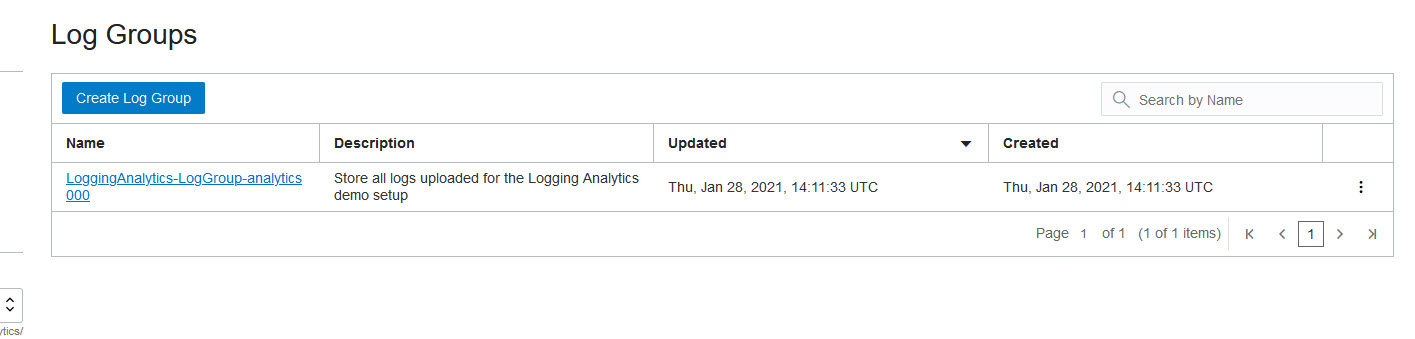 Log Groups
Create Log Group
Search by Name
Name Description Updated Created
LoggingAnalytics-LogGroup-analytics
000
Store all logs uploaded for the Logging Analytics
demo setup
Thu, Jan 28, 2021, 14:11:33 UTC
Thu, Jan 28, 2021, 14:11:33 UTC
Page 1 of 1 (1 of 1 items) 1
ytics/